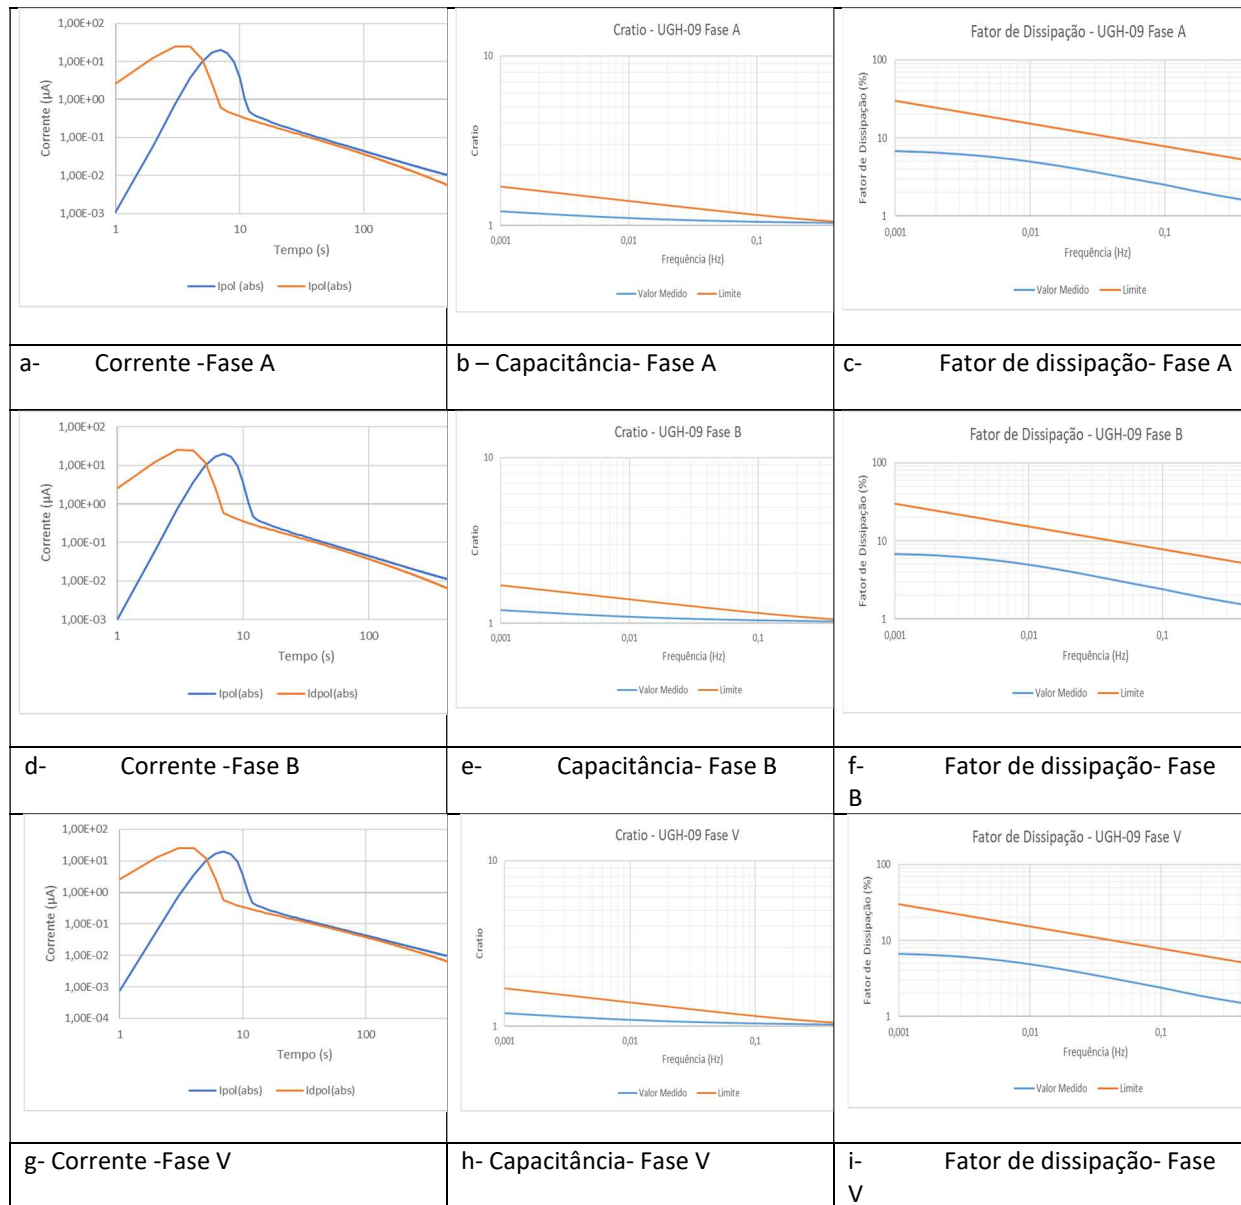 1,00E+02
1,00E+01
1,00E+00
1,00E-01
1,00E-02
1,00E-03
Corrente (µA)
1 10 100
Tempo (s)
Ipol (abs) Ipol(abs)
Cratio - UGH-09 Fase A
10
Cratio
1
0,001 0,01 0,1
Frequência (Hz)
Valor Medido Limite
Fator de Dissipação - UGH-09 Fase A
100
10
1
Fator de Dissipação (%)
0,001 0,01 0,1
Frequência (Hz)
Valor Medido Limite
a- Corrente -Fase A
b – Capacitância- Fase A
c- Fator de dissipação- Fase A
1,00E+02
1,00E+01
1,00E+00
1,00E-01
1,00E-02
1,00E-03
Corrente (µA)
1 10 100
Tempo (s)
Ipol(abs) Idpol(abs)
Cratio - UGH-09 Fase B
10
Cratio
1
0,001 0,01 0,1
Frequência (Hz)
Valor Medido Limite
Fator de Dissipação - UGH-09 Fase B
100
10
1
Fator de Dissipação (%)
0,001 0,01 0,1
Frequência (Hz)
Valor Medido Limite
d- Corrente -Fase B
e- Capacitância- Fase B
f- Fator de dissipação- Fase
B
1,00E+02
1,00E+01
1,00E+00
1,00E-01
1,00E-02
1,00E-03
1,00E-04
Corrente (µA)
1 10 100
Tempo (s)
Ipol(abs) Idpol(abs)
Cratio - UGH-09 Fase V
10
Cratio
1
0,001 0,01 0,1
Frequência (Hz)
Valor Medido Limite
Fator de Dissipação - UGH-09 Fase V
100
10
1
Fator de Dissipação (%)
0,001 0,01 0,1
Frequência (Hz)
Valor Medido Limite
g- Corrente -Fase V
h- Capacitância- Fase V
i- Fator de dissipação- Fase
V